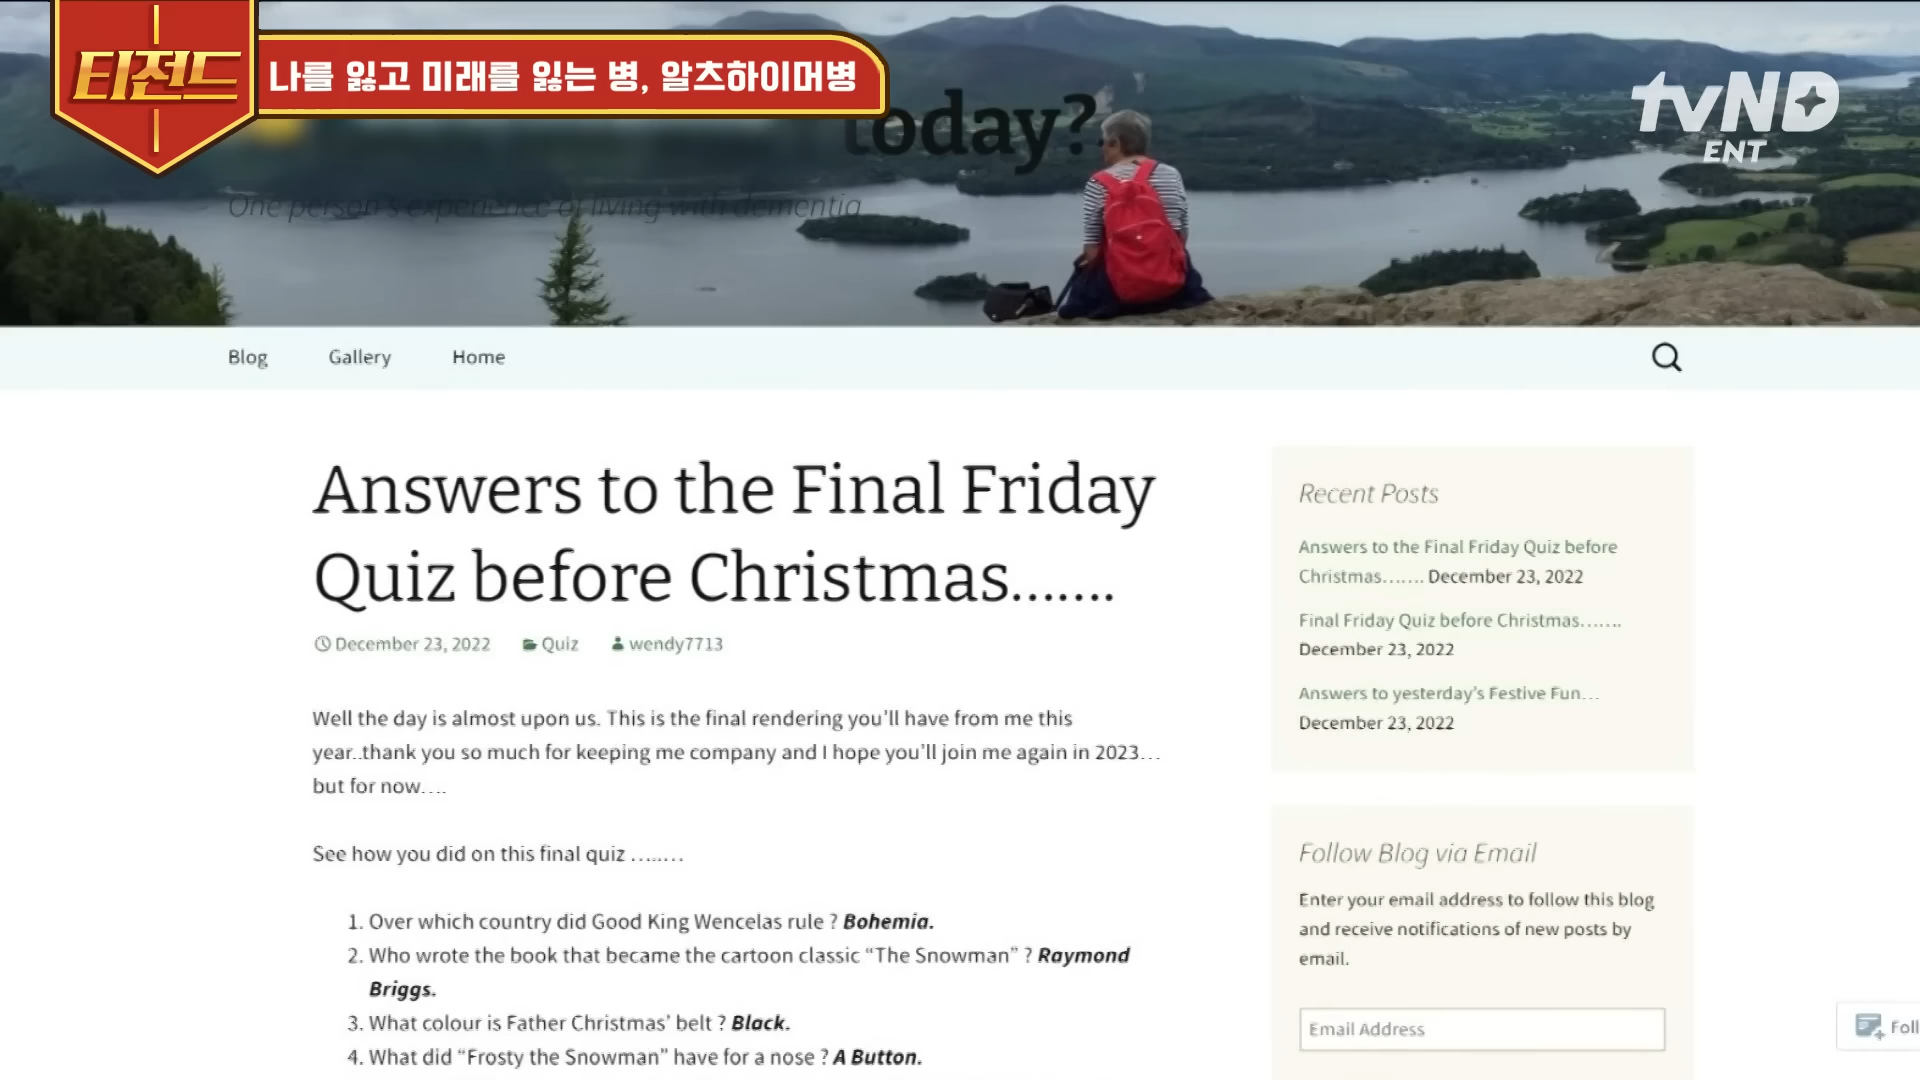 티전드
나를 잃고 미래를 잃는 병, 알츠하이머병
tvN D
ENT
today?
One person's experience of living with dementia
Blog
Gallery
Home
Answers to the Final Friday
Quiz before Christmas.......
December 23, 2022
Quiz
wendy7713
Well the day is almost upon us. This is the final rendering you'll have from me this
year..thank you so much for keeping me company and I hope you'll join me again in 2023...
but for now....
See how you did on this final quiz ........
1. Over which country did Good King Wencelas rule ? Bohemia.
2. Who wrote the book that became the cartoon classic “The Snowman” ? Raymond
Briggs.
3. What colour is Father Christmas' belt ? Black.
4. What did “Frosty the Snowman” have for a nose ? A Button.
Recent Posts
Answers to the Final Friday Quiz before
Christmas....... December 23, 2022
Final Friday Quiz before Christmas.......
December 23, 2022
Answers to yesterday's Festive Fun...
December 23, 2022
Follow Blog via Email
Enter your email address to follow this blog
and receive notifications of new posts by
email.
Email Address
Foll